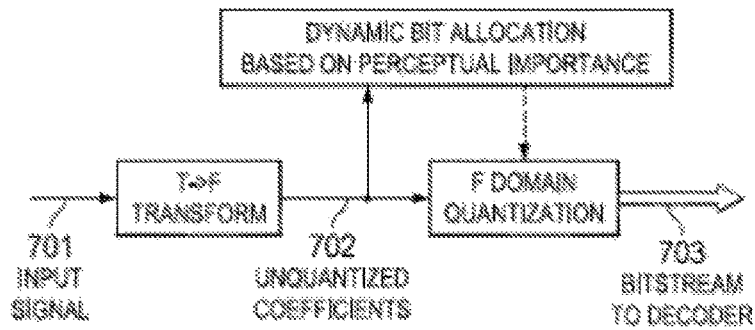 DYNAMIC BIT ALLOCATION
BASED ON PERCEPTUAL IMPORTANCE
T->F
TRANSFORM
F DOMAIN
QUANTIZATION
701
INPUT
SIGNAL
702
UNQUANTIZED
COEFFICIENTS
703
BITSTREAM
TO DECODER